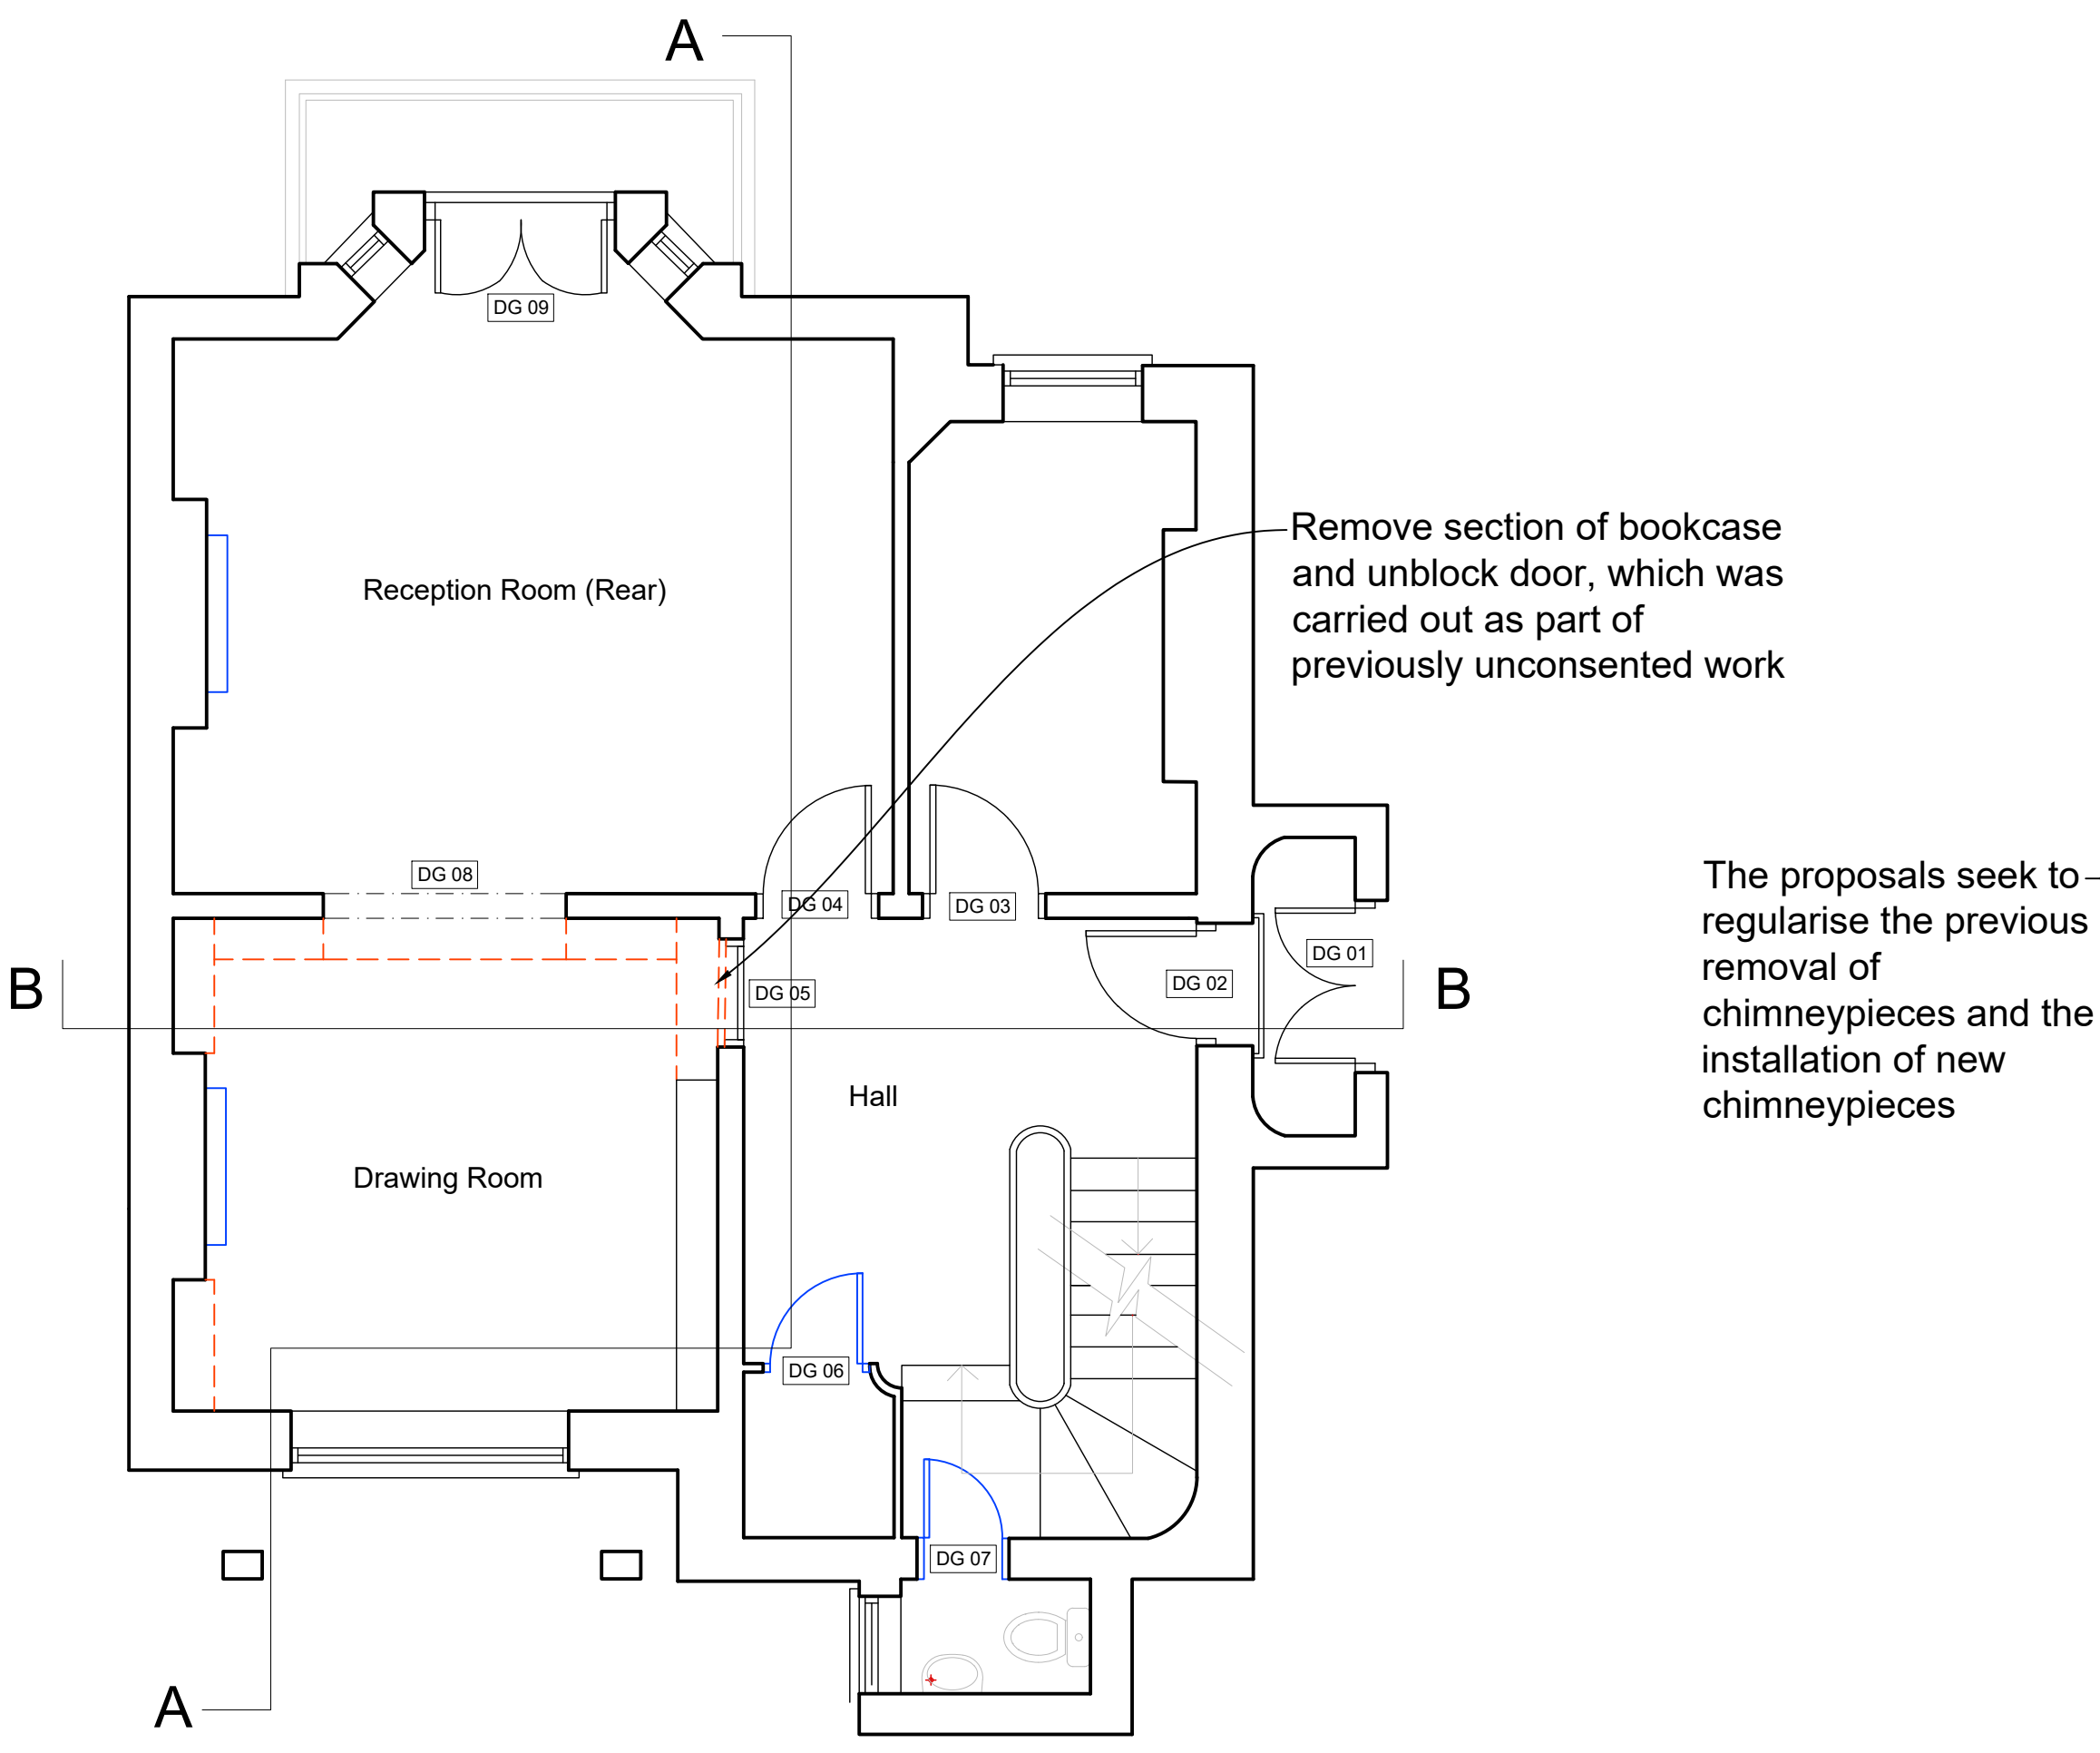 A
DG 09
Remove section of bookcase
and unblock door, which was
carried out as part of
previously unconsented work
Reception Room (Rear)
DG 08
DG 04
DG 03
The proposals seek to
regularise the previous
removal of
chimneypieces and the
installation of new
chimneypieces
DG 01
DG 02
DG 05
B
B
Hall
Drawing Room
DG 06
DG 07
A